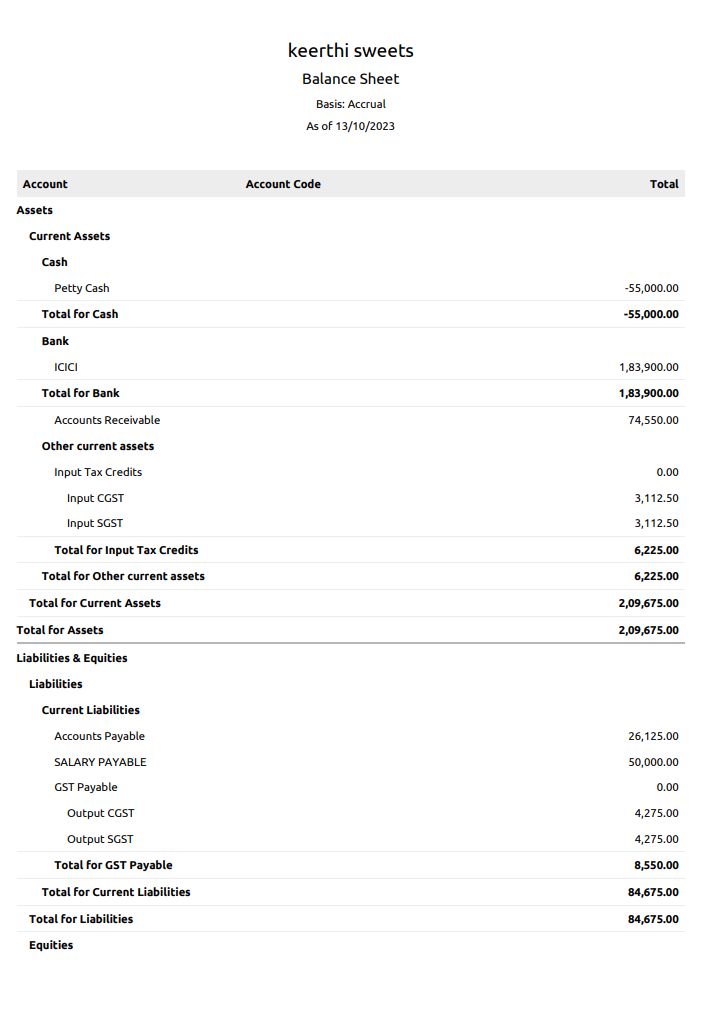 keerthi sweets
Balance Sheet
Basis: Accrual
As of 13/10/2023
Account Account Code Total
Assets
Current Assets
Cash
Petty Cash -55,000.00
Total for Cash -55,000.00
Bank
ICICI 1,83,900.00
Total for Bank 1,83,900.00
Accounts Receivable 74,550.00
Other current assets
Input Tax Credits 0.00
Input CGST 3,112.50
Input SGST 3,112.50
Total for Input Tax Credits 6,225.00
Total for Other current assets 6,225.00
Total for Current Assets 2,09,675.00
Total for Assets 2,09,675.00
Liabilities & Equities
Liabilities
Current Liabilities
Accounts Payable 26,125.00
SALARY PAYABLE 50,000.00
GST Payable 0.00
Output CGST 4,275.00
Output SGST 4,275.00
Total for GST Payable 8,550.00
Total for Current Liabilities 84,675.00
Total for Liabilities 84,675.00
Equities